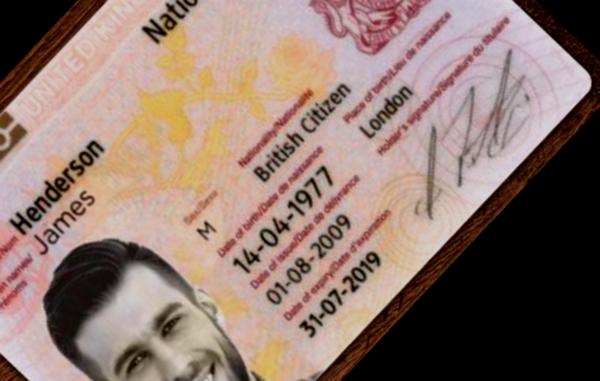 UNITED KIN
Natio
Henderson
James
Nationality/Nationalité
British Citizen
Place of birth/Lieu de naissance
London
Sex/Sexe
M
Date of birth/Date de naissance
14-04-1977
Holder's signature/Signature du titulaire
Date of issue/Date de délivrance
01-08-2009
Date of expiry/Date d'expiration
31-07-2019